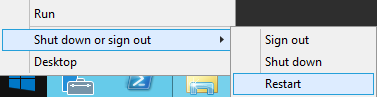 Run
Shut down or sign out
Desktop
Sign out
Shut down
Restart